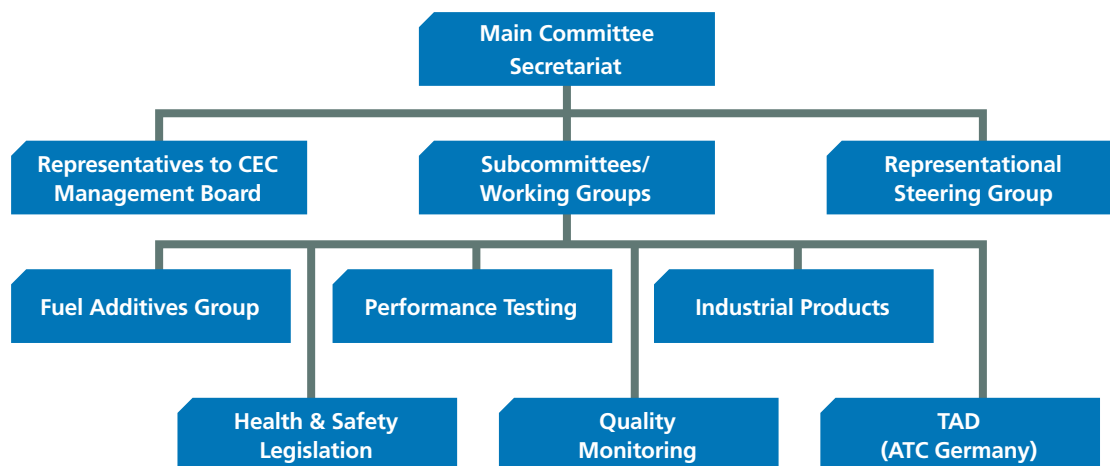 Main Committee
Secretariat
Representatives to CEC
Management Board
Subcommittees/
Working Groups
Representational
Steering Group
Fuel Additives Group
Performance Testing
Industrial Products
Health & Safety
Legislation
Quality
Monitoring
TAD
(ATC Germany)